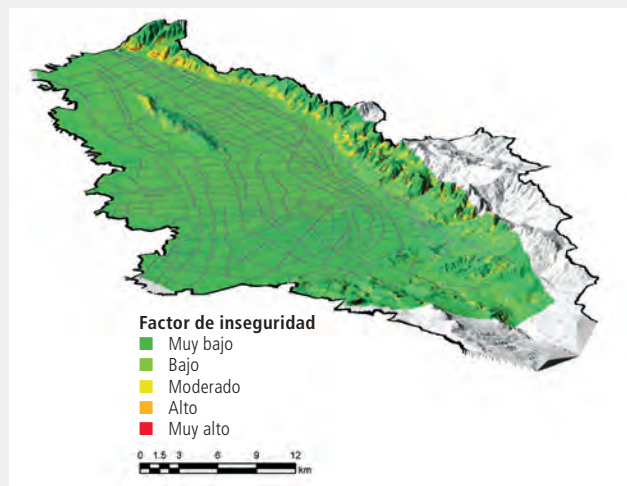 Factor de inseguridad
Muy bajo
Bajo
Moderado
Alto
Muy alto
0 1.5 3 6 9 12
km